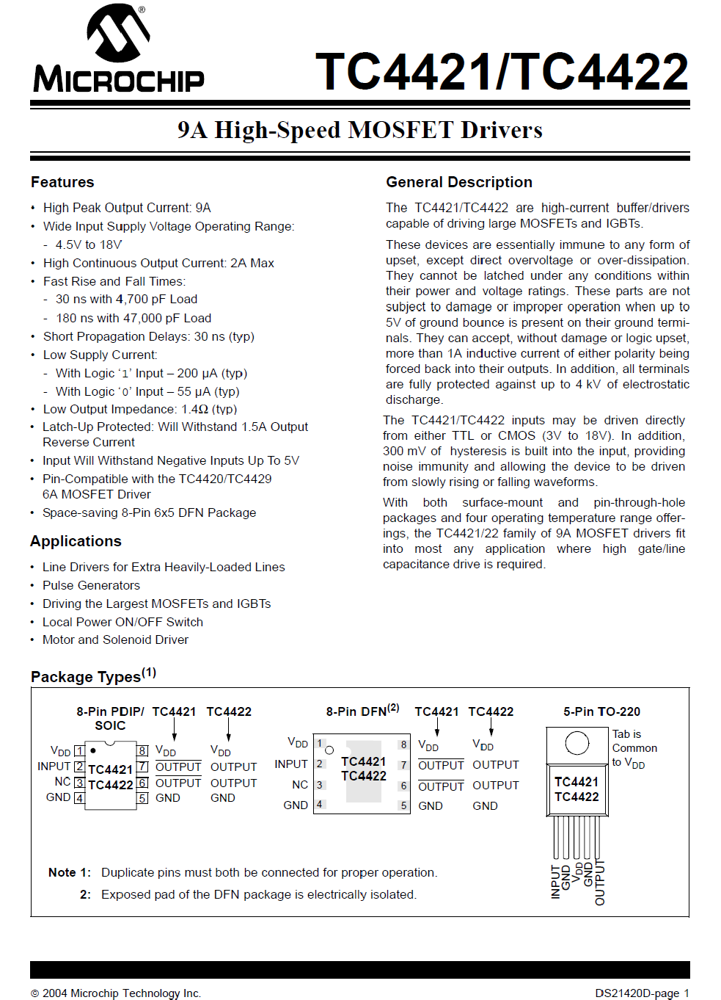 MICROCHIP ®
TC4421/TC4422
9A High-Speed MOSFET Drivers
Features
• High Peak Output Current: 9A
• Wide Input Supply Voltage Operating Range:
- 4.5V to 18V
• High Continuous Output Current: 2A Max
• Fast Rise and Fall Times:
- 30 ns with 4,700 pF Load
- 180 ns with 47,000 pF Load
• Short Propagation Delays: 30 ns (typ)
• Low Supply Current:
- With Logic ‘1’ Input – 200 µA (typ)
- With Logic ‘0’ Input – 55 µA (typ)
• Low Output Impedance: 1.4Ω (typ)
• Latch-Up Protected: Will Withstand 1.5A Output
Reverse Current
• Input Will Withstand Negative Inputs Up To 5V
• Pin-Compatible with the TC4420/TC4429
6A MOSFET Driver
• Space-saving 8-Pin 6x5 DFN Package
Applications
• Line Drivers for Extra Heavily-Loaded Lines
• Pulse Generators
• Driving the Largest MOSFETs and IGBTs
• Local Power ON/OFF Switch
• Motor and Solenoid Driver
General Description
The TC4421/TC4422 are high-current buffer/drivers
capable of driving large MOSFETs and IGBTs.
These devices are essentially immune to any form of
upset, except direct overvoltage or over-dissipation.
They cannot be latched under any conditions within
their power and voltage ratings. These parts are not
subject to damage or improper operation when up to
5V of ground bounce is present on their ground termi-
nals. They can accept, without damage or logic upset,
more than 1A inductive current of either polarity being
forced back into their outputs. In addition, all terminals
are fully protected against up to 4 kV of electrostatic
discharge.
The TC4421/TC4422 inputs may be driven directly
from either TTL or CMOS (3V to 18V). In addition,
300 mV of hysteresis is built into the input, providing
noise immunity and allowing the device to be driven
from slowly rising or falling waveforms.
With both surface-mount and pin-through-hole
packages and four operating temperature range offer-
ings, the TC4421/22 family of 9A MOSFET drivers fit
into most any application where high gate/line
capacitance drive is required.
Package Types(1)
8-Pin PDIP/ TC4421 TC4422
SOIC
VDD 1 8 VDD VDD
INPUT 2 TC4421 7 OUTPUT OUTPUT
NC 3 TC4422 6 OUTPUT OUTPUT
GND 4 5 GND GND
8-Pin DFN(2) TC4421 TC4422
VDD 1 8 VDD VDD
INPUT 2 TC4421 7 OUTPUT OUTPUT
TC4422
NC 3 6 OUTPUT OUTPUT
GND 4 5 GND GND
5-Pin TO-220
Tab is
Common
to VDD
TC4421
TC4422
INPUT
GND
VDD
GND
OUTPUT
Note 1: Duplicate pins must both be connected for proper operation.
2: Exposed pad of the DFN package is electrically isolated.
© 2004 Microchip Technology Inc.
DS21420D-page 1